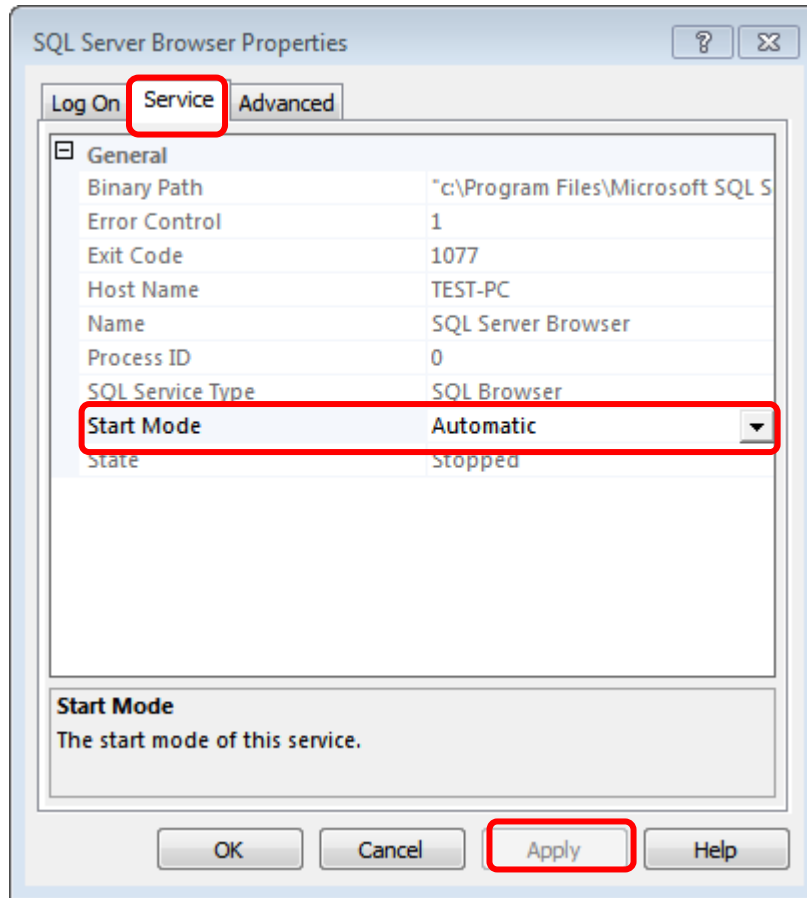 SQL Server Browser Properties
Log On Service Advanced
General
Binary Path "c:\Program Files\Microsoft SQL S
Error Control 1
Exit Code 1077
Host Name TEST-PC
Name SQL Server Browser
Process ID 0
SQL Service Type SQL Browser
Start Mode Automatic
State Stopped
Start Mode
The start mode of this service.
OK Cancel Apply Help